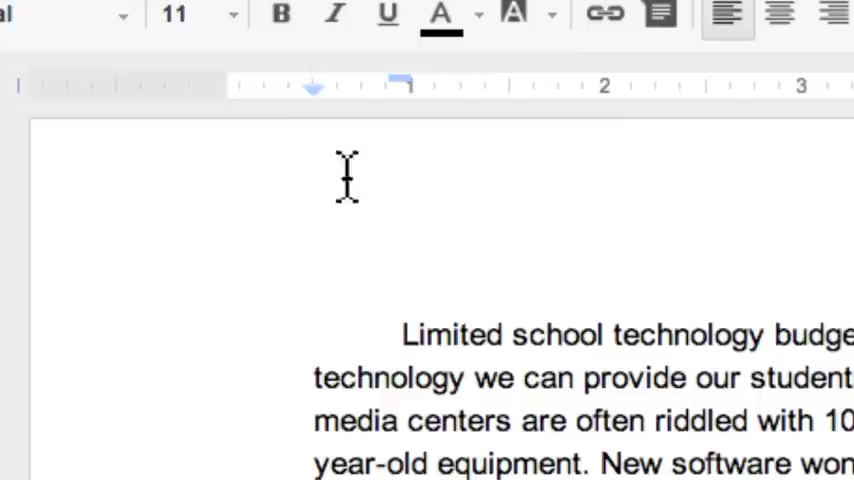 al 11 B I U A A
1 2 3
Limited school technology budge
technology we can provide our student
media centers are often riddled with 10
year-old equipment. New software won